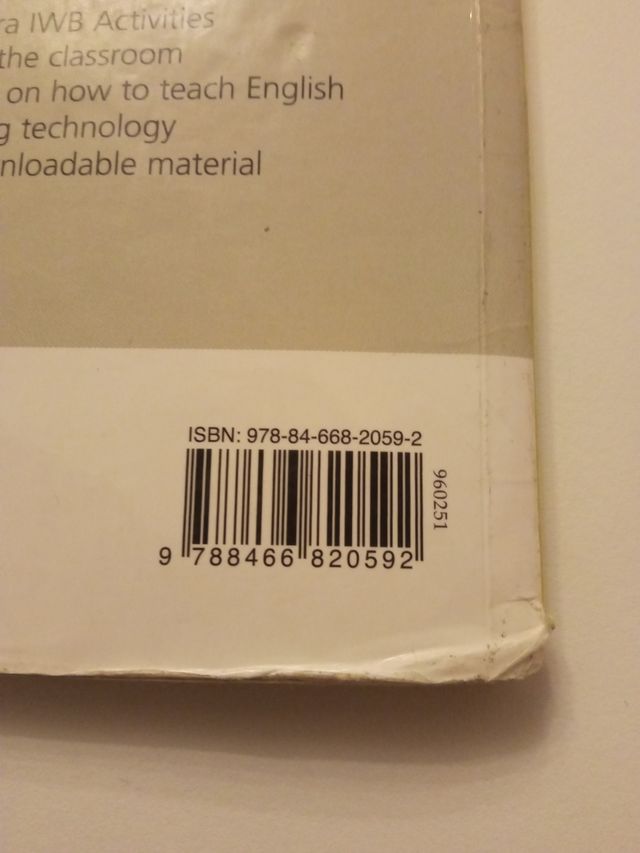 ra IWB Activities
the classroom
on how to teach English
g technology
nloadable material
ISBN: 978-84-668-2059-2
960251
9 788466 820592